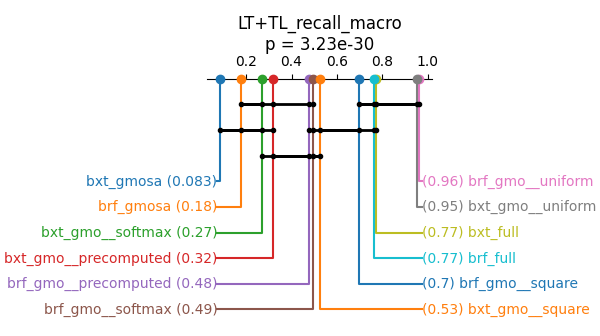 LT+TL_recall_macro
p = 3.23e-30
0.2 0.4 0.6 0.8 1.0
bxt_gmosa (0.083) (0.96) brf_gmo__uniform
brf_gmosa (0.18) (0.95) bxt_gmo__uniform
bxt_gmo__softmax (0.27) (0.77) bxt_full
bxt_gmo__precomputed (0.32) (0.77) brf_full
brf_gmo__precomputed (0.48) (0.7) brf_gmo__square
brf_gmo__softmax (0.49) (0.53) bxt_gmo__square